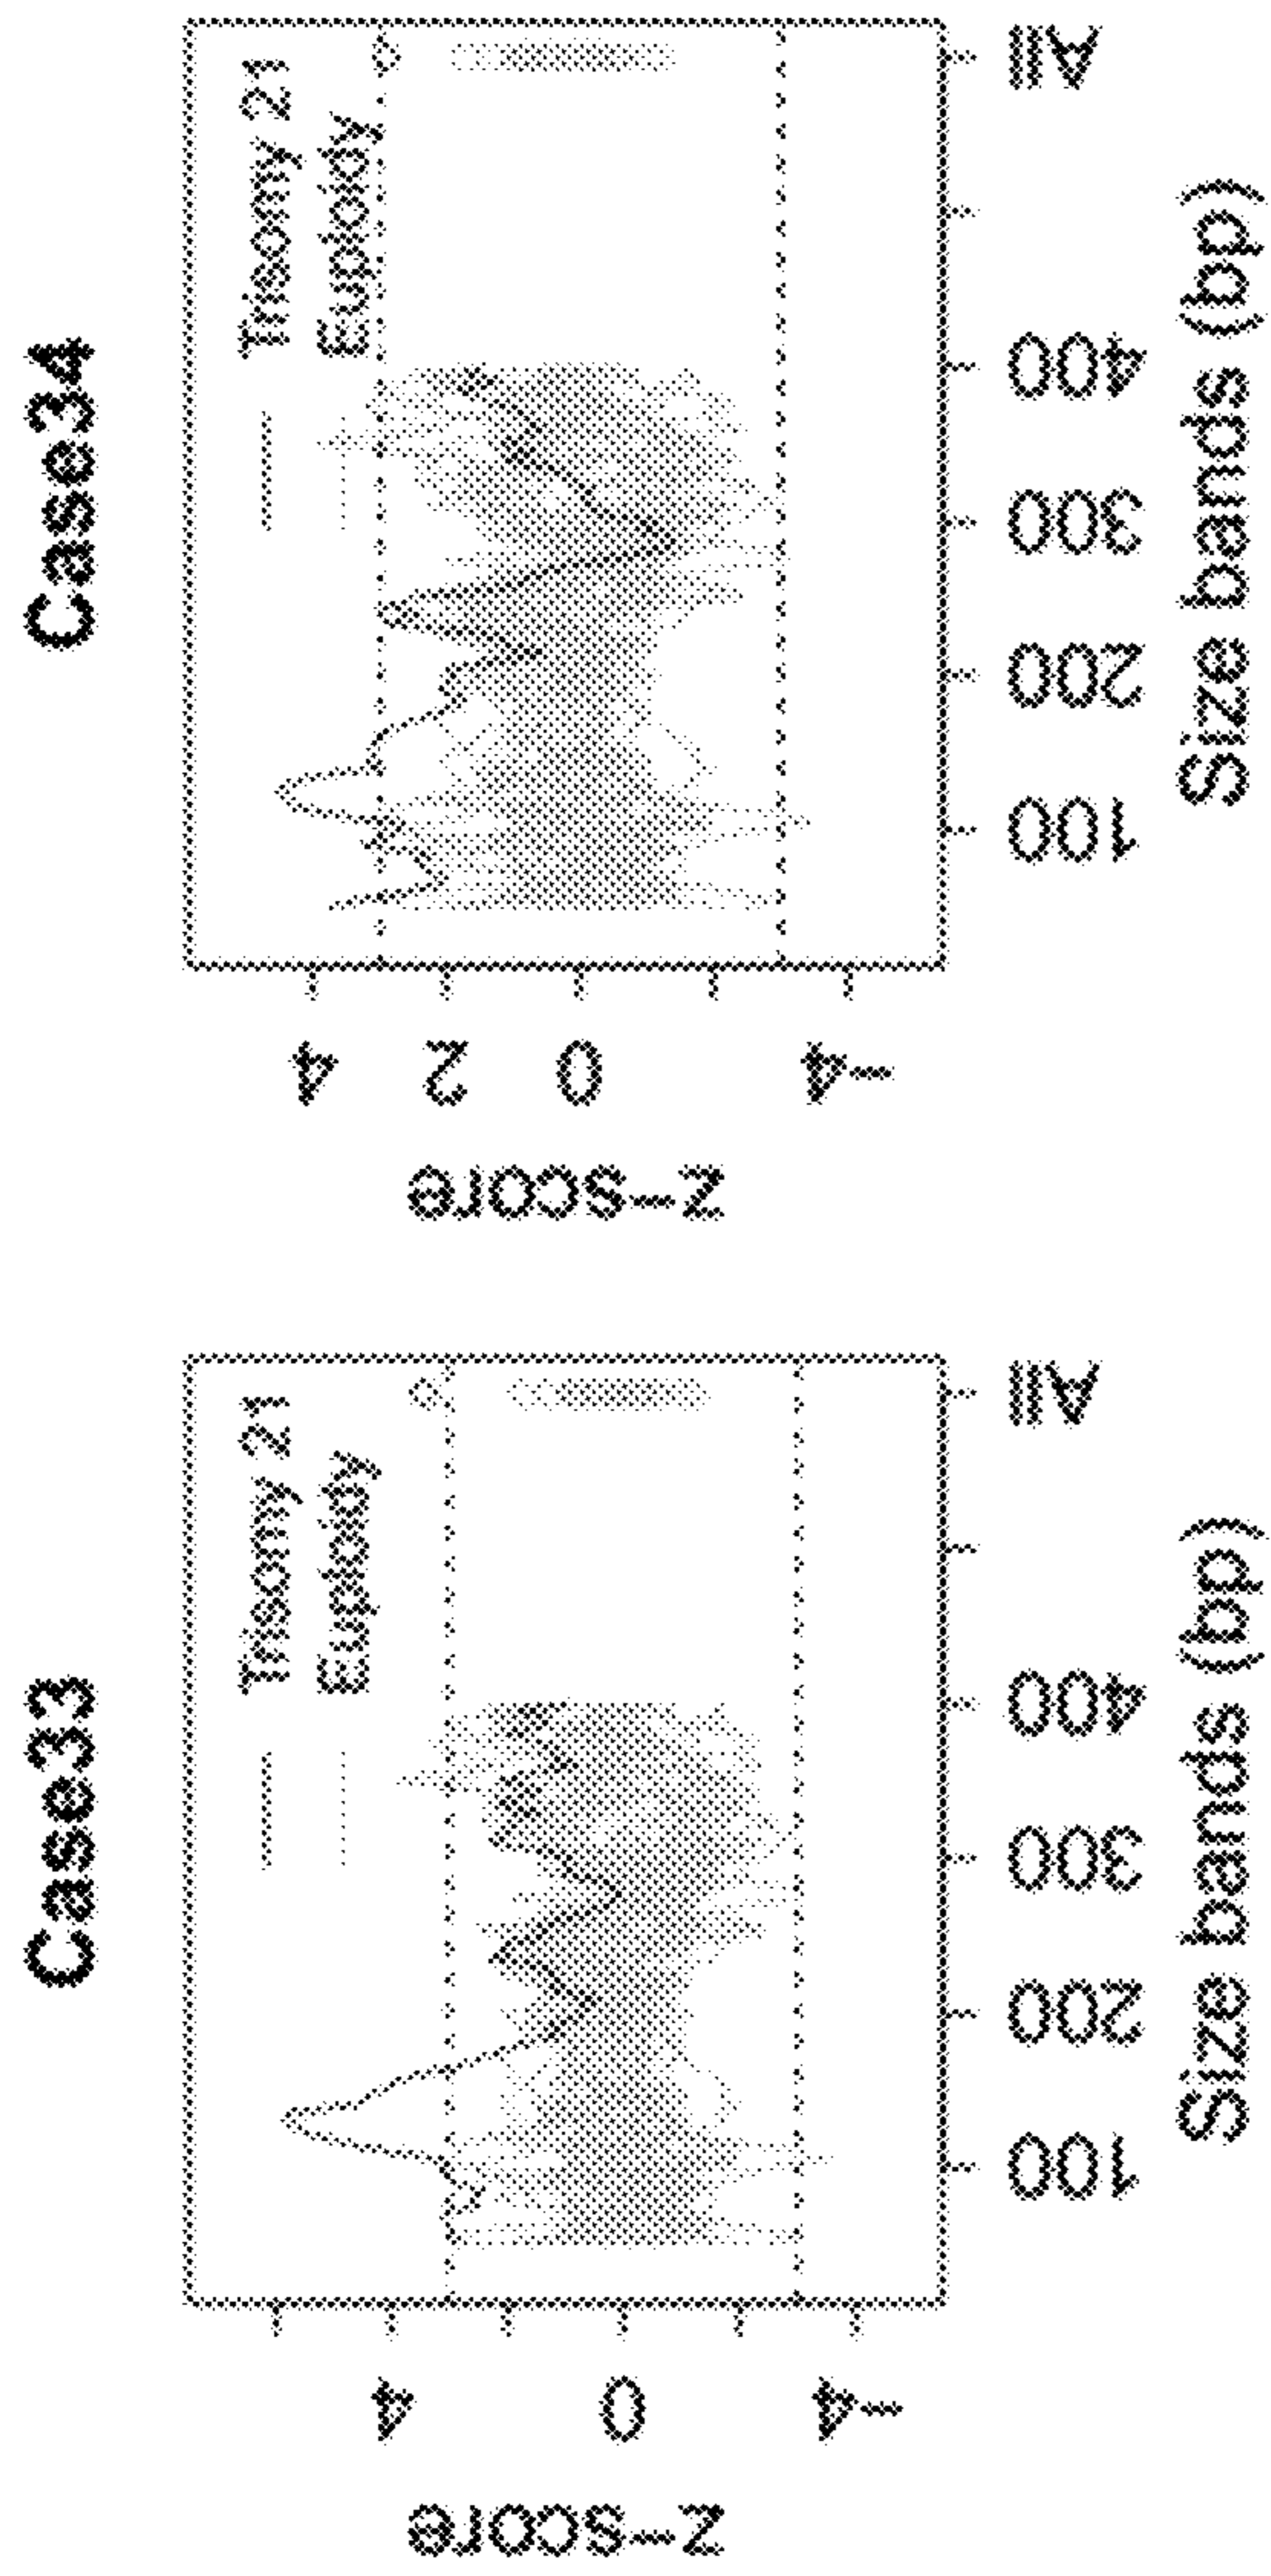 Case33
Trisomy 21
Euploidy
z-score
4
0
-4
100
200
300
400
All
Size bands (bp)
Case34
Trisomy 21
Euploidy
z-score
4
2
0
-4
100
200
300
400
All
Size bands (bp)